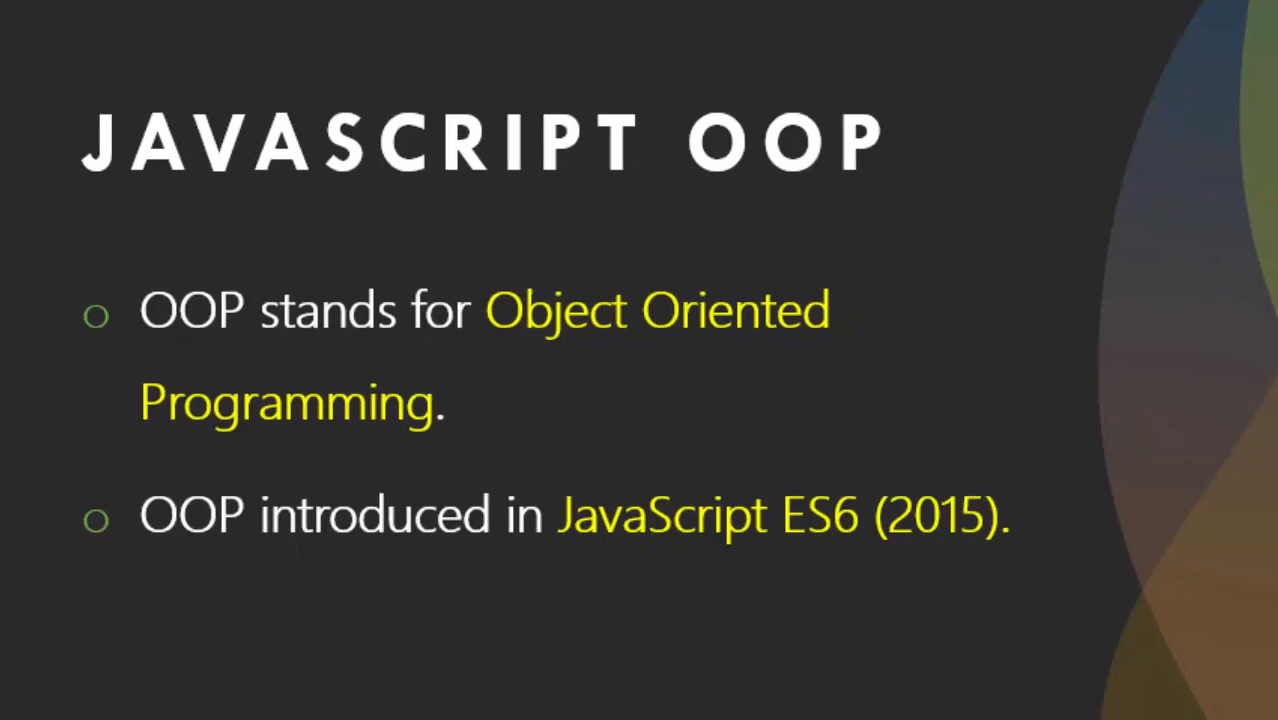 JAVASCRIPT OOP
o OOP stands for Object Oriented
Programming.
o OOP introduced in JavaScript ES6 (2015).